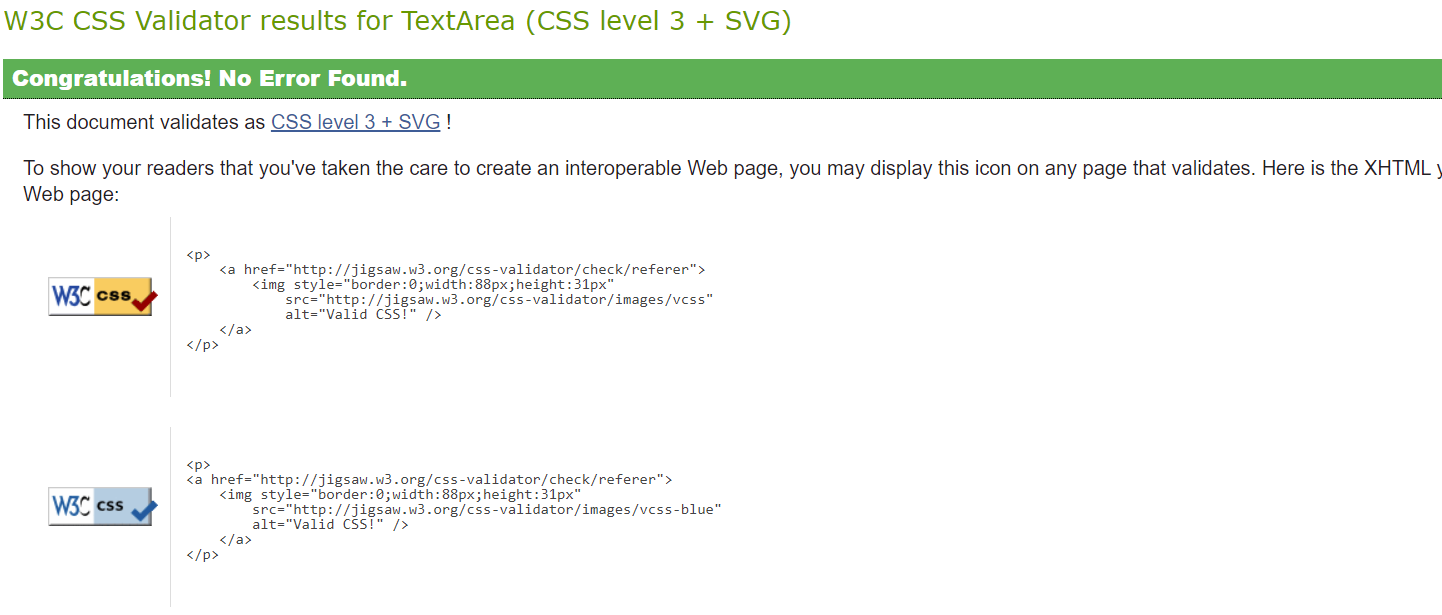 W3C CSS Validator results for TextArea (CSS level 3 + SVG)
Congratulations! No Error Found.
This document validates as CSS level 3 + SVG !
To show your readers that you've taken the care to create an interoperable Web page, you may display this icon on any page that validates. Here is the XHTML y
Web page:
W3C css
<p>
    <a href="http://jigsaw.w3.org/css-validator/check/referer">
        <img style="border:0;width:88px;height:31px"
            src="http://jigsaw.w3.org/css-validator/images/vcss"
            alt="Valid CSS!" />
    </a>
</p>
W3C css
<p>
<a href="http://jigsaw.w3.org/css-validator/check/referer">
    <img style="border:0;width:88px;height:31px"
        src="http://jigsaw.w3.org/css-validator/images/vcss-blue"
        alt="Valid CSS!" />
    </a>
</p>